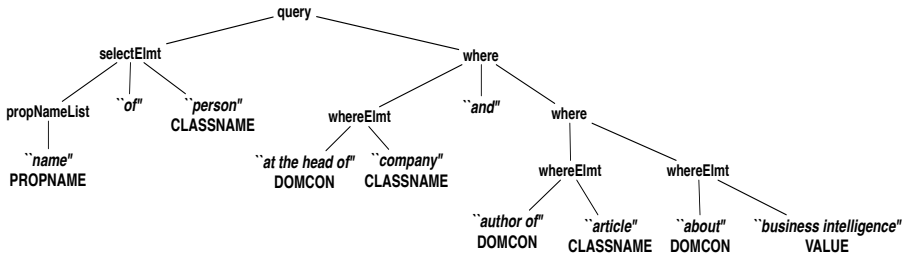 query
selectElmt
where
propNameList
``of"
``person"
CLASSNAME
whereElmt
``and"
where
``name"
PROPNAME
``at the head of"
DOMCON
``company"
CLASSNAME
whereElmt
whereElmt
``author of"
DOMCON
``article"
CLASSNAME
``about"
DOMCON
``business intelligence"
VALUE